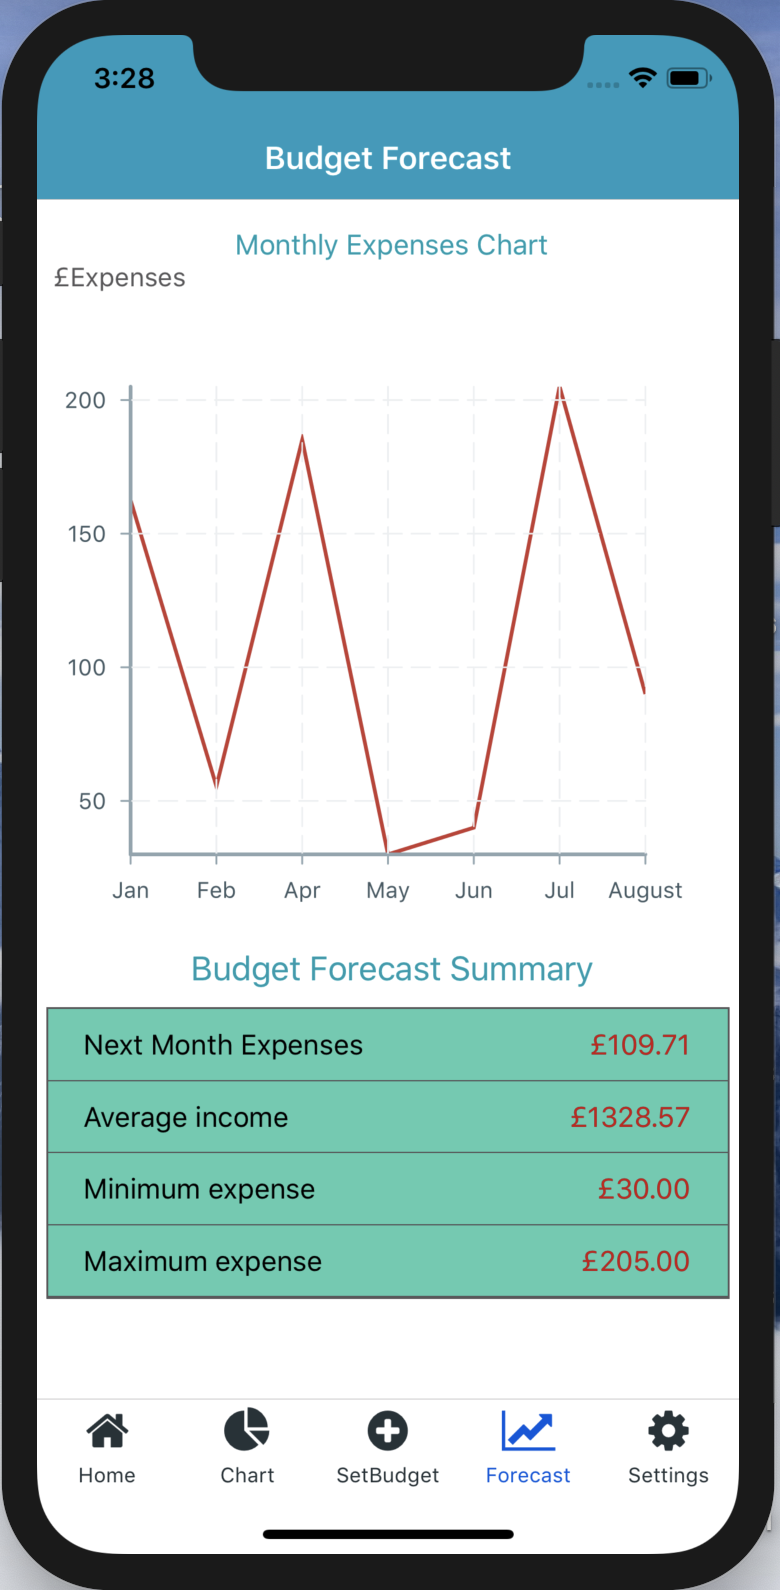 3:28
Budget Forecast
Monthly Expenses Chart
£Expenses
200
150
100
50
Jan Feb Apr May Jun Jul August
Budget Forecast Summary
Next Month Expenses £109.71
Average income £1328.57
Minimum expense £30.00
Maximum expense £205.00
Home Chart SetBudget Forecast Settings